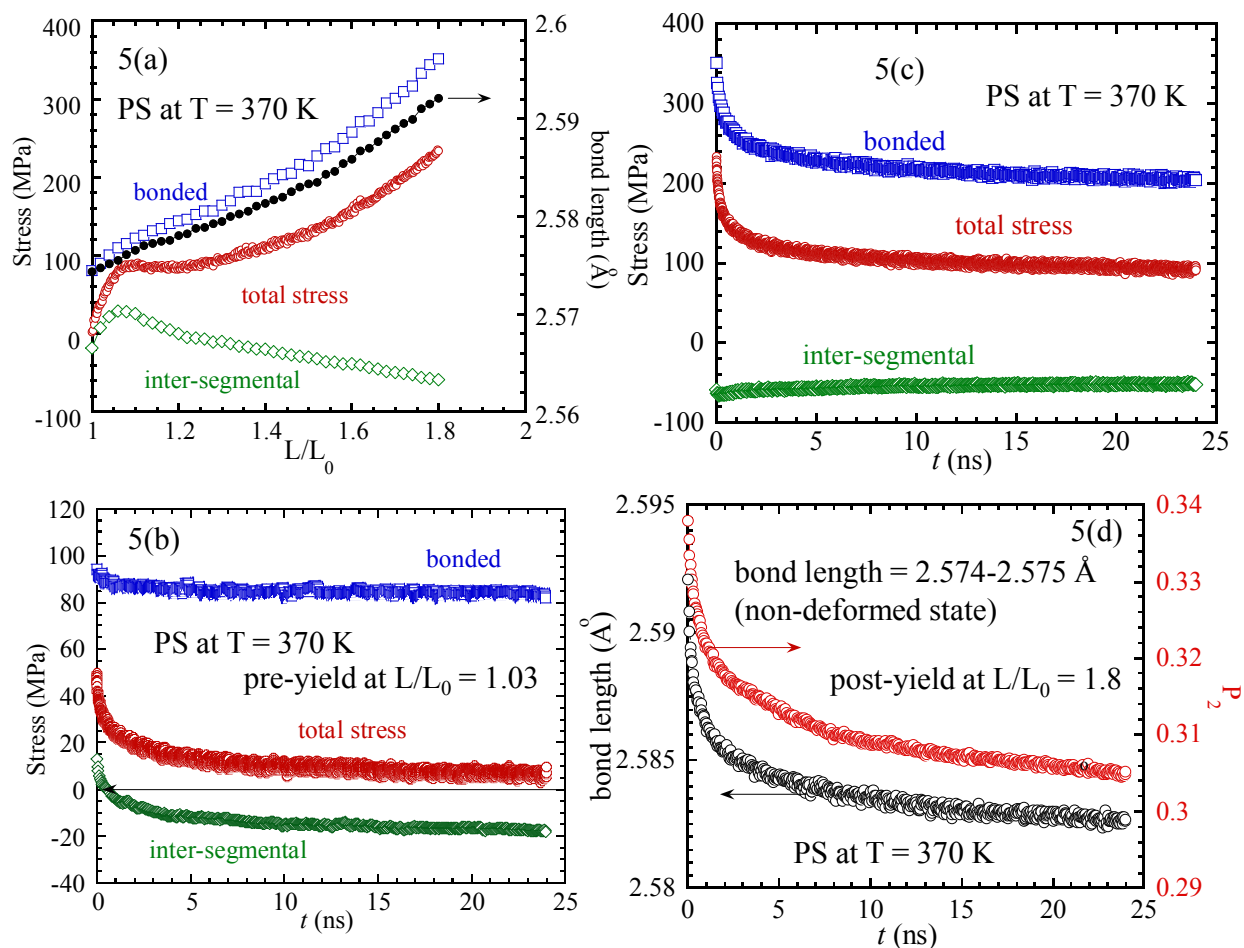 400
300
200
100
0
-100
Stress (MPa)
5(a)
PS at T = 370 K
bonded
total stress
inter-segmental
1
1.2
1.4
1.6
1.8
2
L/L₀
2.6
2.59
2.58
2.57
2.56
bond length (Å)
400
300
200
100
0
-100
Stress (MPa)
5(c)
PS at T = 370 K
bonded
total stress
inter-segmental
0
5
10
15
20
25
t (ns)
120
100
80
60
40
20
0
-20
-40
Stress (MPa)
5(b)
bonded
PS at T = 370 K
pre-yield at L/L₀ = 1.03
total stress
inter-segmental
0
5
10
15
20
25
t (ns)
2.595
2.59
2.585
2.58
bond length (Å)
5(d)
bond length = 2.574-2.575 Å
(non-deformed state)
post-yield at L/L₀ = 1.8
PS at T = 370 K
0
5
10
15
20
25
t (ns)
0.34
0.33
0.32
0.31
0.3
0.29
P₂